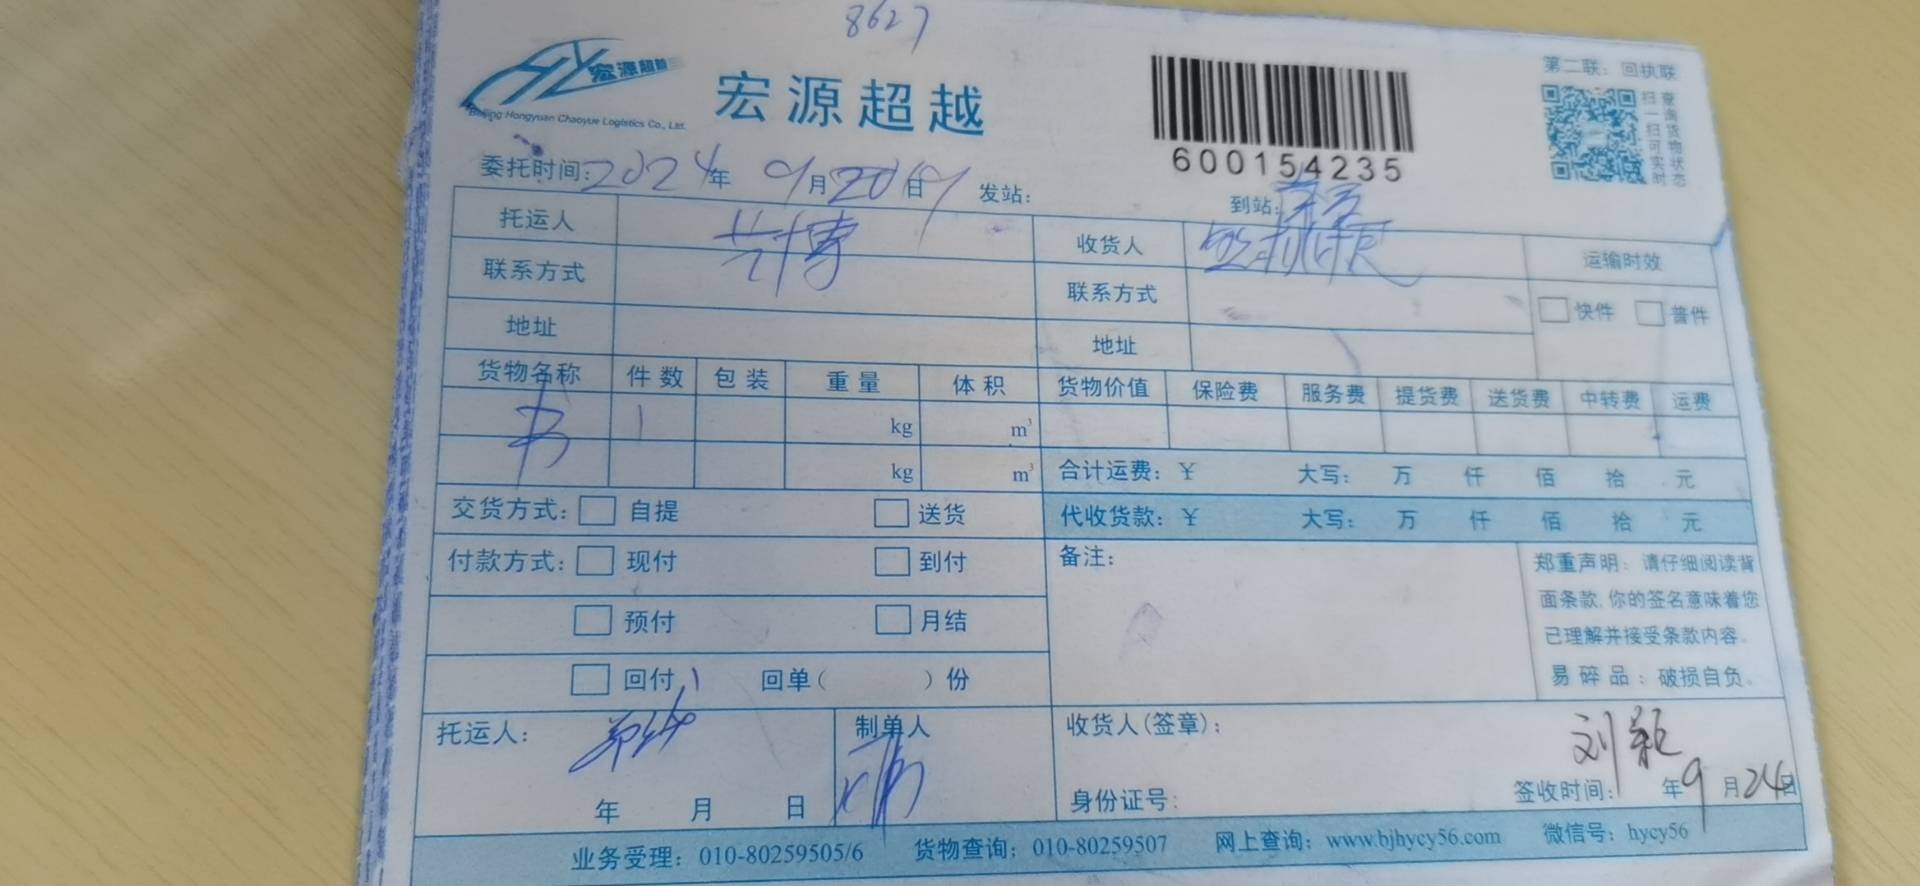 8627
宏源超越
Beijing Hongyuan Chaoyue Logistics Co., Ltd.
宏源超越
600154235
第二联：回执联
扫一扫可实时
查询货物状态
委托时间：2024年 9月20日 发站： 到站：
托运人 收货人 运输时效
联系方式 联系方式 快件 普件
地址 地址
货物名称 件数 包装 重量 体积 货物价值 保险费 服务费 提货费 送货费 中转费 运费
书 1 kg m³
kg m³ 合计运费：￥ 大写： 万 仟 佰 拾 元
交货方式： 自提 送货 代收货款：￥ 大写： 万 仟 佰 拾 元
付款方式： 现付 到付 备注：
预付 月结
回付 回单（ ）份
郑重声明：请仔细阅读背
面条款,你的签名意味着您
已理解并接受条款内容。
易碎品：破损自负。
托运人： 制单人 收货人(签章)： 刘
年 月 日 身份证号： 签收时间： 年9月24日
业务受理：010-80259505/6 货物查询：010-80259507 网上查询：www.bjhycy56.com 微信号：hycy56